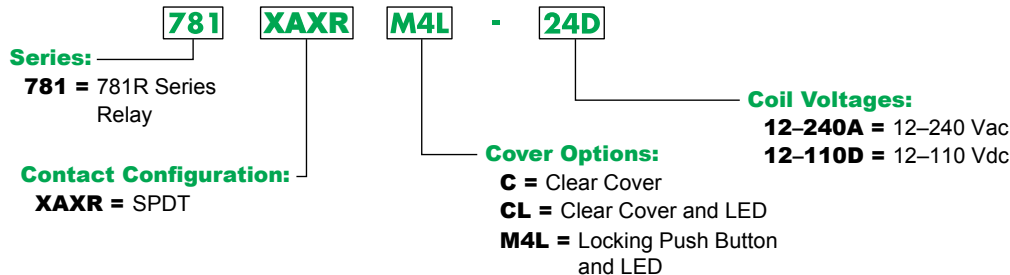 781 XAXR M4L - 24D
Series:
781 = 781R Series
Relay
Coil Voltages:
12–240A = 12–240 Vac
12–110D = 12–110 Vdc
Cover Options:
C = Clear Cover
CL = Clear Cover and LED
M4L = Locking Push Button
and LED
Contact Configuration:
XAXR = SPDT